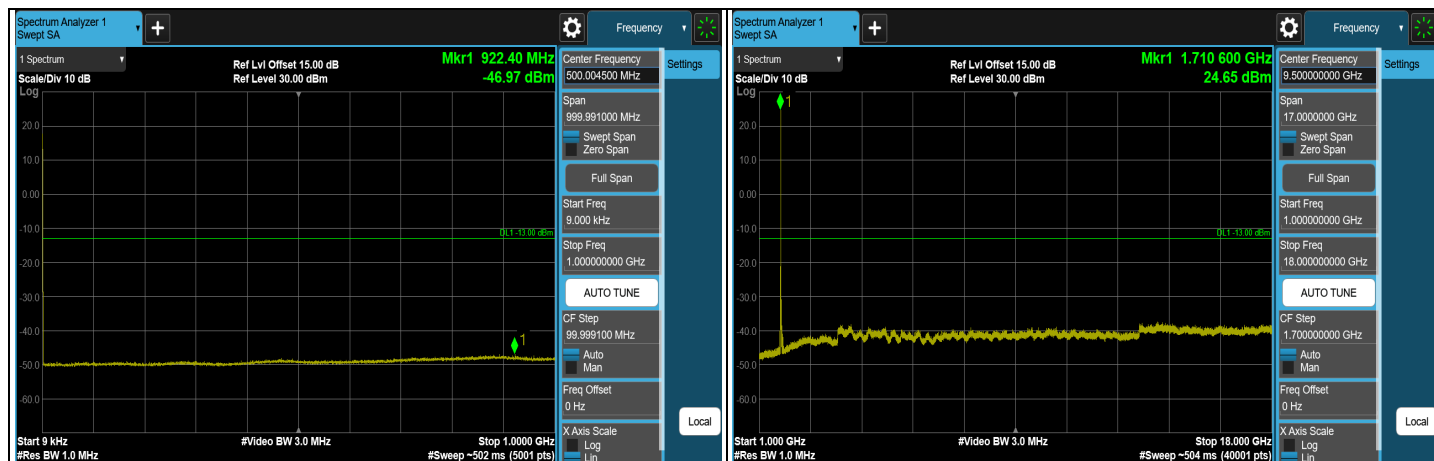 Spectrum Analyzer 1
Swept SA
+
Frequency
1 Spectrum
Scale/Div 10 dB
Log
Ref Lvl Offset 15.00 dB
Ref Level 30.00 dBm
Mkr1 922.40 MHz
-46.97 dBm
20.0
10.0
0.00
-10.0
-20.0
-30.0
-40.0
-50.0
-60.0
DL1 -13.00 dBm
1
Start 9 kHz
#Res BW 1.0 MHz
#Video BW 3.0 MHz
Stop 1.0000 GHz
#Sweep ~502 ms (5001 pts)
Center Frequency
500.004500 MHz
Settings
Span
999.991000 MHz
Swept Span
Zero Span
Full Span
Start Freq
9.000 kHz
Stop Freq
1.000000000 GHz
AUTO TUNE
CF Step
99.999100 MHz
Auto
Man
Freq Offset
0 Hz
X Axis Scale
Log
Lin
Local
Spectrum Analyzer 1
Swept SA
+
Frequency
1 Spectrum
Scale/Div 10 dB
Log
Ref Lvl Offset 15.00 dB
Ref Level 30.00 dBm
Mkr1 1.710 600 GHz
24.65 dBm
1
20.0
10.0
0.00
-10.0
-20.0
-30.0
-40.0
-50.0
-60.0
DL1 -13.00 dBm
Start 1.000 GHz
#Res BW 1.0 MHz
#Video BW 3.0 MHz
Stop 18.000 GHz
#Sweep ~504 ms (40001 pts)
Center Frequency
9.500000000 GHz
Settings
Span
17.0000000 GHz
Swept Span
Zero Span
Full Span
Start Freq
1.000000000 GHz
Stop Freq
18.000000000 GHz
AUTO TUNE
CF Step
1.700000000 GHz
Auto
Man
Freq Offset
0 Hz
X Axis Scale
Log
Lin
Local